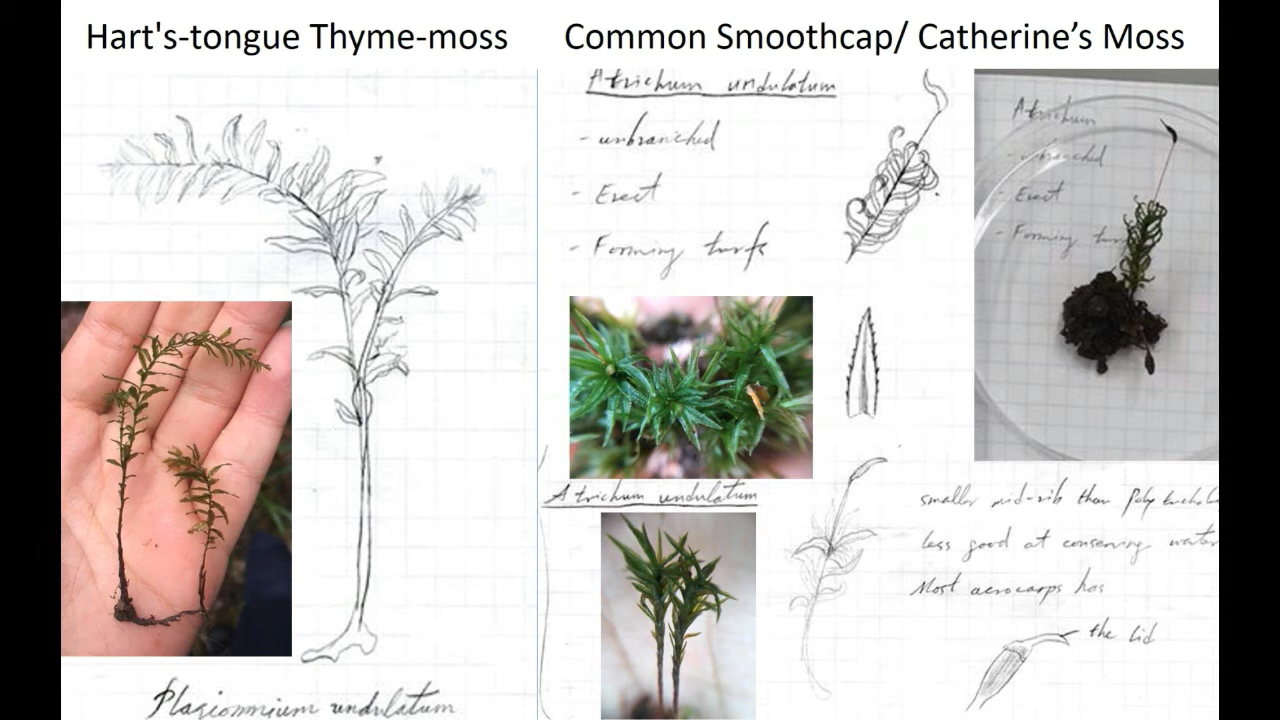 Hart's-tongue Thyme-moss
Common Smoothcap/ Catherine’s Moss
Atrichum undulatum
- unbranched
- Erect
- Forming turfs
Atrichum
- unbranched
- Erect
- Forming
Atrichum undulatum
smaller mid-rib than
less good at conserving water
Most acrocarps has
the lid
Plagiomnium undulatum